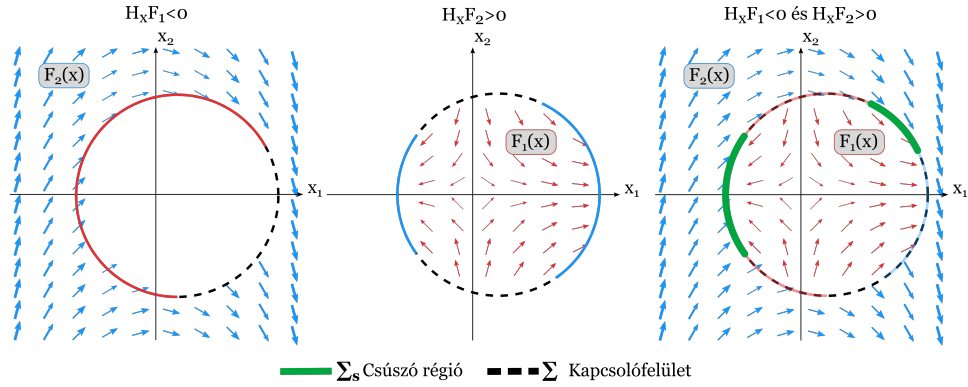 HₓF₁<0
HₓF₂>0
HₓF₁<0 és HₓF₂>0
x₂
x₂
x₂
F₂(x)
F₁(x)
F₂(x)
F₁(x)
x₁
x₁
x₁
Σₛ Csúszó régió
Σ Kapcsolófelület